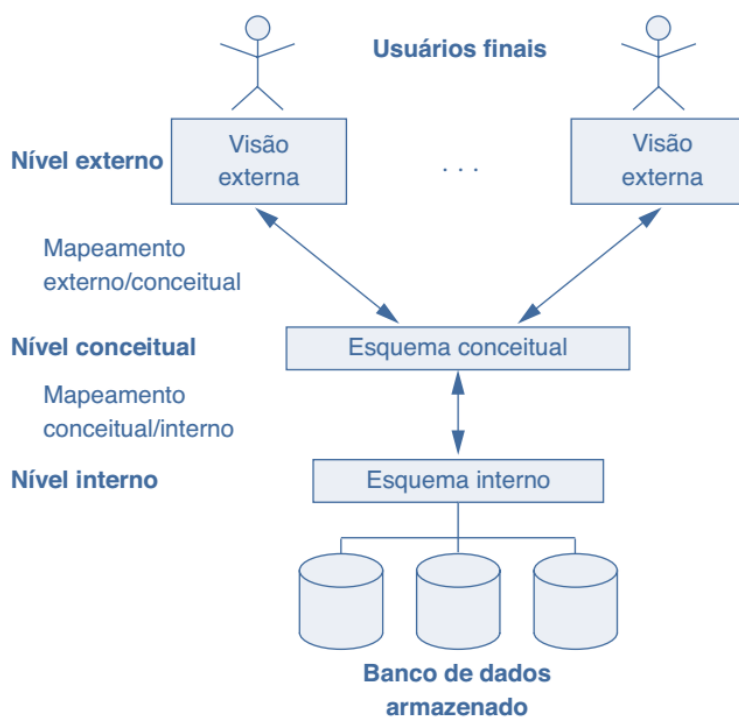 Usuários finais
Nível externo
Visão
externa
. . .
Visão
externa
Mapeamento
externo/conceitual
Nível conceitual
Esquema conceitual
Mapeamento
conceitual/interno
Nível interno
Esquema interno
Banco de dados
armazenado